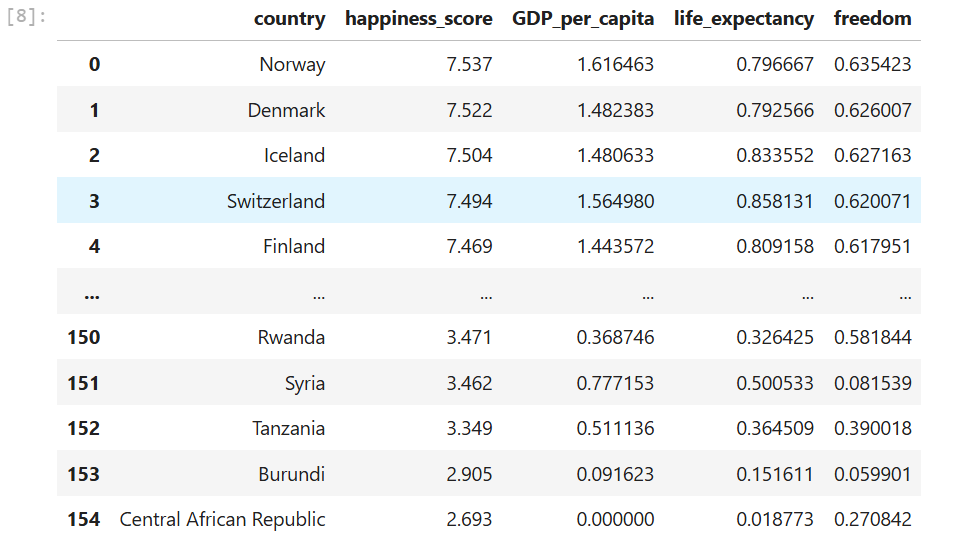 [8]: country happiness_score GDP_per_capita life_expectancy freedom
0 Norway 7.537 1.616463 0.796667 0.635423
1 Denmark 7.522 1.482383 0.792566 0.626007
2 Iceland 7.504 1.480633 0.833552 0.627163
3 Switzerland 7.494 1.564980 0.858131 0.620071
4 Finland 7.469 1.443572 0.809158 0.617951
... ... ... ... ... ...
150 Rwanda 3.471 0.368746 0.326425 0.581844
151 Syria 3.462 0.777153 0.500533 0.081539
152 Tanzania 3.349 0.511136 0.364509 0.390018
153 Burundi 2.905 0.091623 0.151611 0.059901
154 Central African Republic 2.693 0.000000 0.018773 0.270842